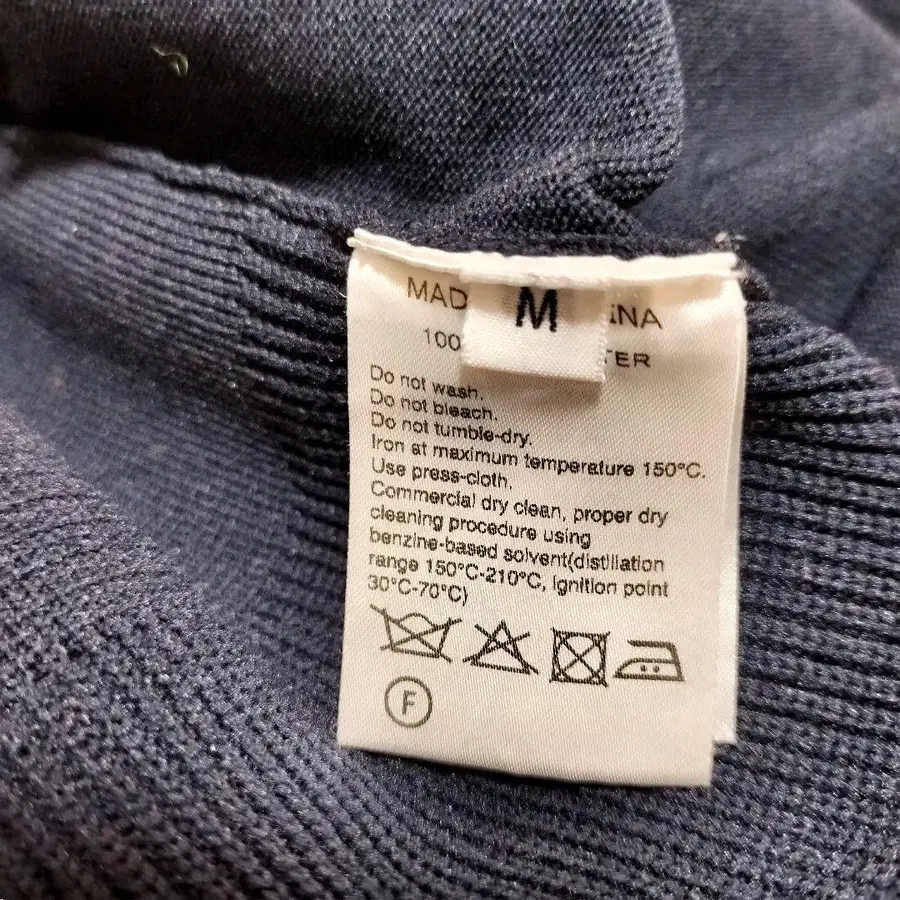 M
MAD INA
100 TER
Do not wash.
Do not bleach.
Do not tumble-dry.
Iron at maximum temperature 150°C.
Use press-cloth.
Commercial dry clean, proper dry
cleaning procedure using
benzine-based solvent(distillation
range 150°C-210°C, ignition point
30°C-70°C)
F